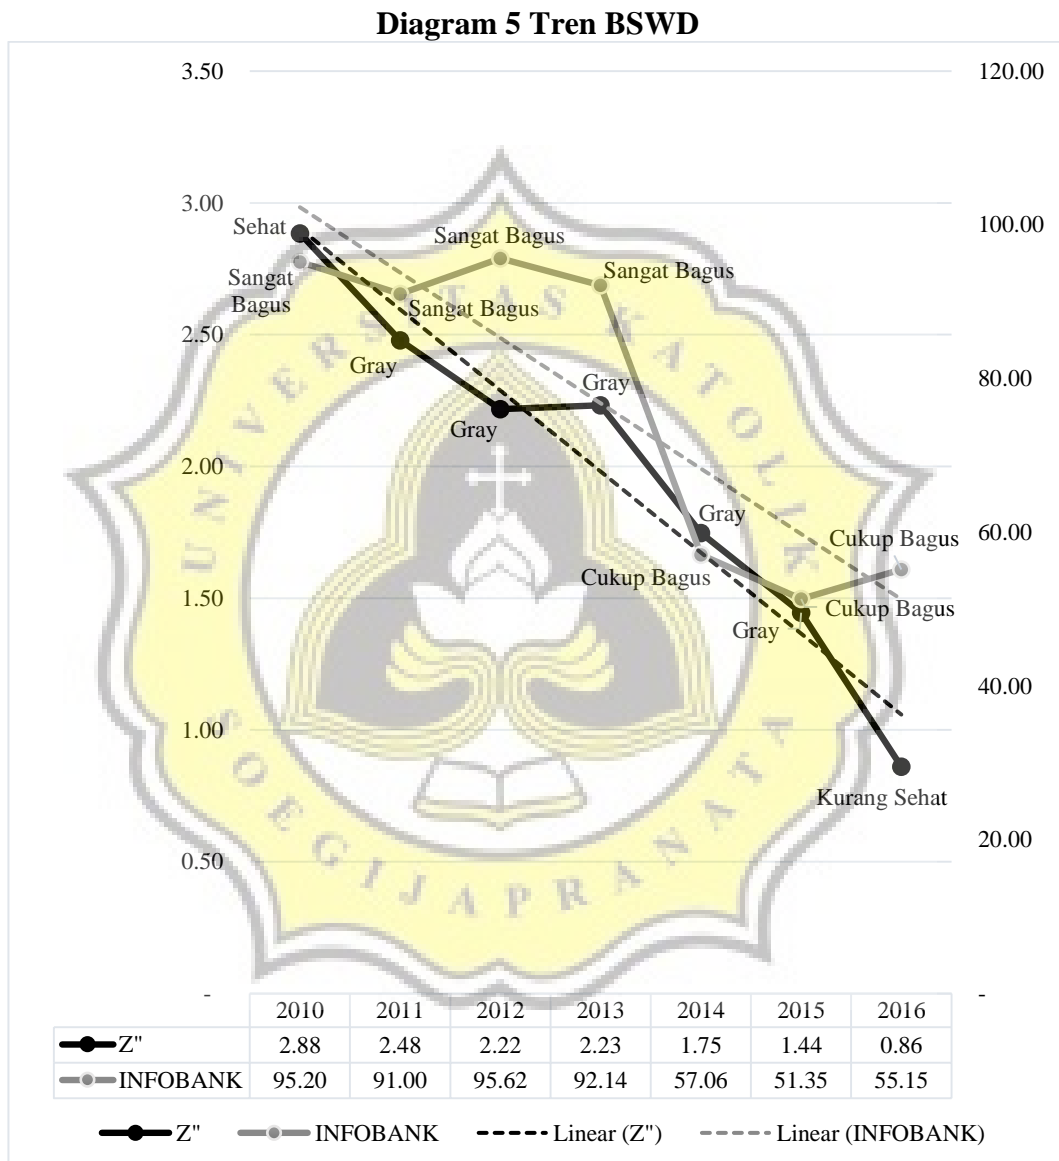 Diagram 5 Tren BSWD
3.50
3.00
2.50
2.00
1.50
1.00
0.50
-
120.00
100.00
80.00
60.00
40.00
20.00
-
Sehat
Sangat
Bagus
Sangat Bagus
Sangat Bagus
Sangat Bagus
Gray
Gray
Gray
Gray
Cukup Bagus
Cukup Bagus
Cukup Bagus
Gray
Kurang Sehat
UNIVERSITAS KATOLIK
SOEGIJAPRANATA
2010 2011 2012 2013 2014 2015 2016
Z" 2.88 2.48 2.22 2.23 1.75 1.44 0.86
INFOBANK 95.20 91.00 95.62 92.14 57.06 51.35 55.15
Z" INFOBANK Linear (Z") Linear (INFOBANK)